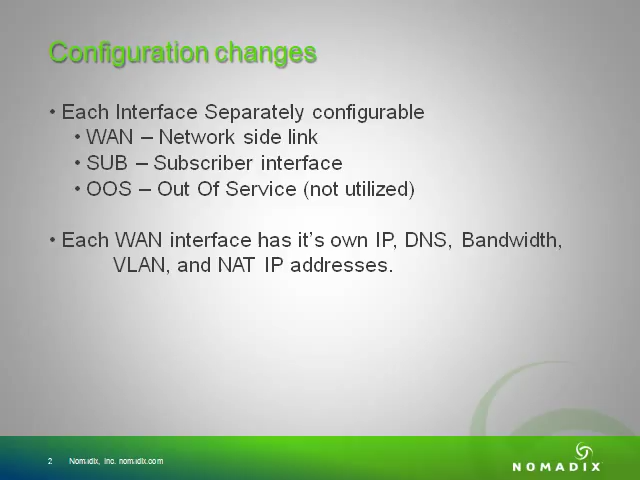 Configuration changes
• Each Interface Separately configurable
• WAN – Network side link
• SUB – Subscriber interface
• OOS – Out Of Service (not utilized)
• Each WAN interface has it’s own IP, DNS, Bandwidth,
VLAN, and NAT IP addresses.
2 Nomadix, Inc. nomadix.com
NOMADIX